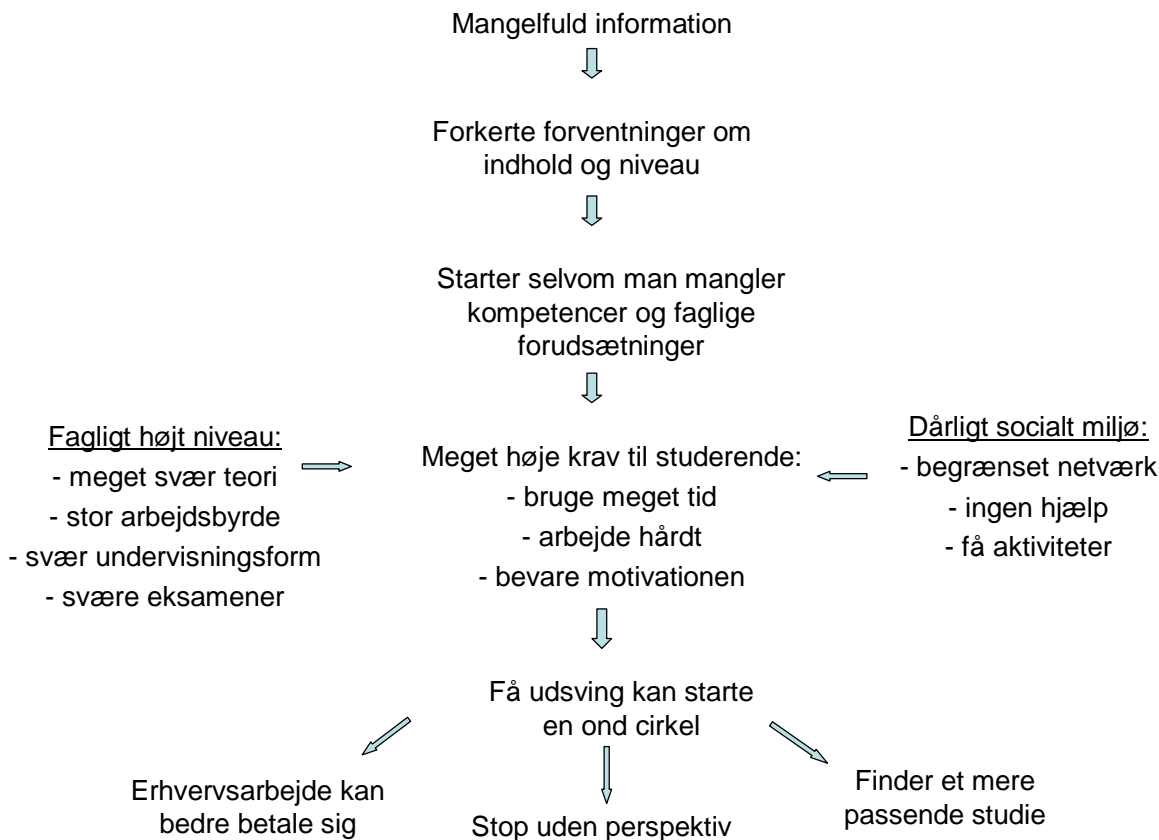 Mangelfuld information
Forkerte forventninger om
indhold og niveau
Starter selvom man mangler
kompetencer og faglige
forudsætninger
Fagligt højt niveau:
- meget svær teori
- stor arbejdsbyrde
- svær undervisningsform
- svære eksamener
Meget høje krav til studerende:
- bruge meget tid
- arbejde hårdt
- bevare motivationen
Dårligt socialt miljø:
- begrænset netværk
- ingen hjælp
- få aktiviteter
Få udsving kan starte
en ond cirkel
Erhvervsarbejde kan
bedre betale sig
Stop uden perspektiv
Finder et mere
passende studie